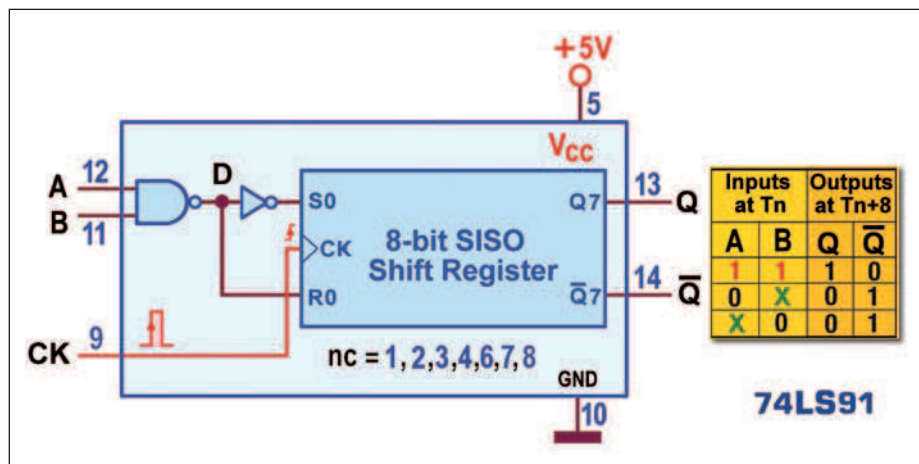 +5V
5
VCC
12
A
B
11
D
S0
CK
R0
8-bit SISO
Shift Register
Q7
Q̅7
13
Q
14
Q̅
9
CK
nc = 1, 2, 3, 4, 6, 7, 8
GND
10
Inputs at Tn Outputs at Tn+8
A B Q Q̅
1 1 1 0
0 X 0 1
X 0 0 1
74LS91